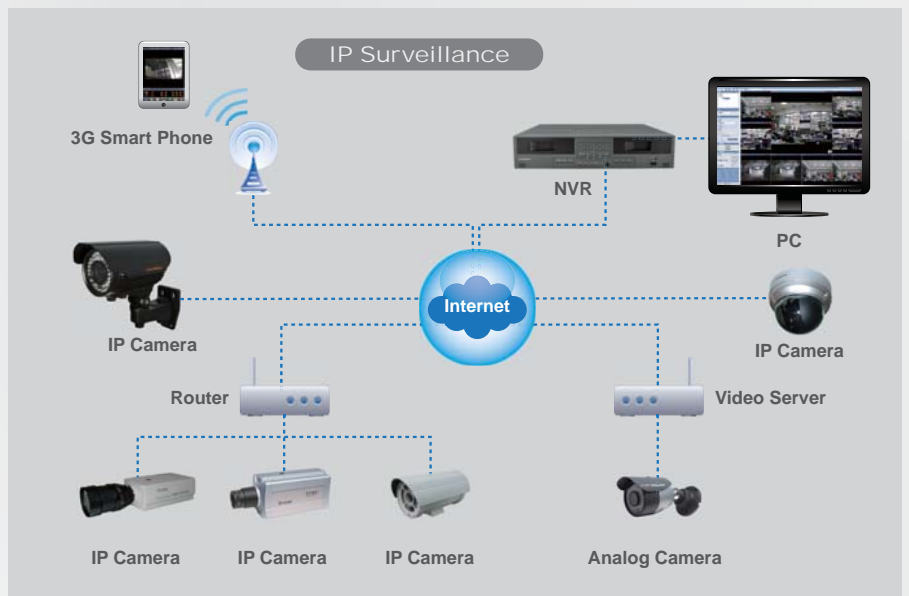 IP Surveillance
3G Smart Phone
NVR
PC
Internet
IP Camera
IP Camera
Router
Video Server
IP Camera
IP Camera
IP Camera
Analog Camera